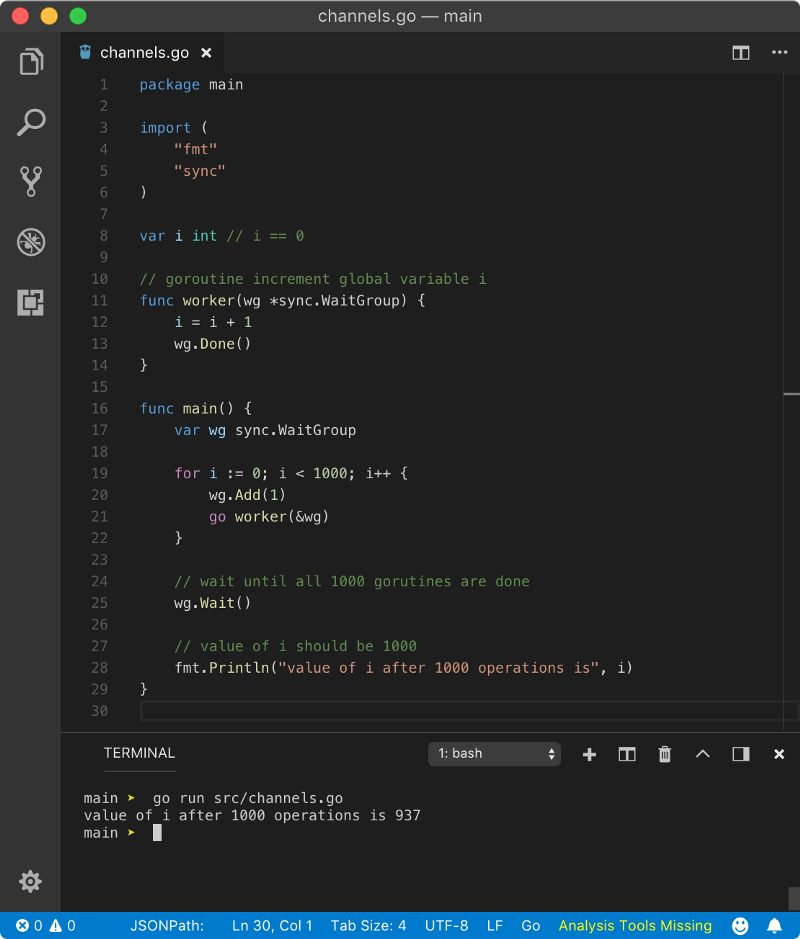 channels.go — main
channels.go
1 package main
2
3 import (
4     "fmt"
5     "sync"
6 )
7
8 var i int // i == 0
9
10 // goroutine increment global variable i
11 func worker(wg *sync.WaitGroup) {
12     i = i + 1
13     wg.Done()
14 }
15
16 func main() {
17     var wg sync.WaitGroup
18
19     for i := 0; i < 1000; i++ {
20         wg.Add(1)
21         go worker(&wg)
22     }
23
24     // wait until all 1000 gorutines are done
25     wg.Wait()
26
27     // value of i should be 1000
28     fmt.Println("value of i after 1000 operations is", i)
29 }
30
TERMINAL 1: bash
main ➤ go run src/channels.go
value of i after 1000 operations is 937
main ➤
0 0 JSONPath: Ln 30, Col 1 Tab Size: 4 UTF-8 LF Go Analysis Tools Missing